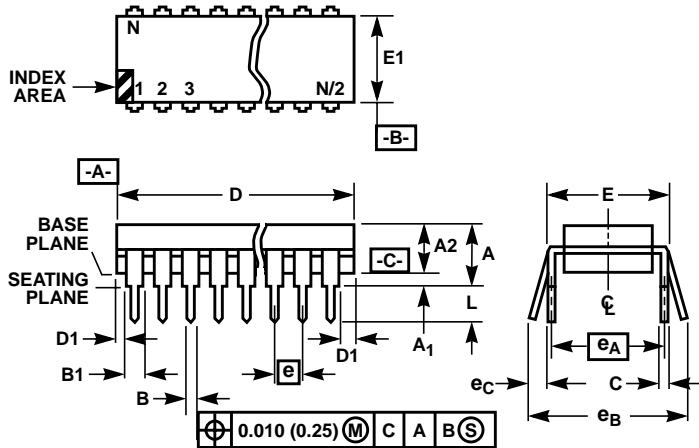 N
E1
INDEX
AREA
1 2 3 N/2
-B-
-A-
D
E
BASE
PLANE
A2
A
-C-
SEATING
PLANE
L
C
L
D1
A1
D1
eA
B1
e
eC
C
B
eB
0.010 (0.25) M C A B S